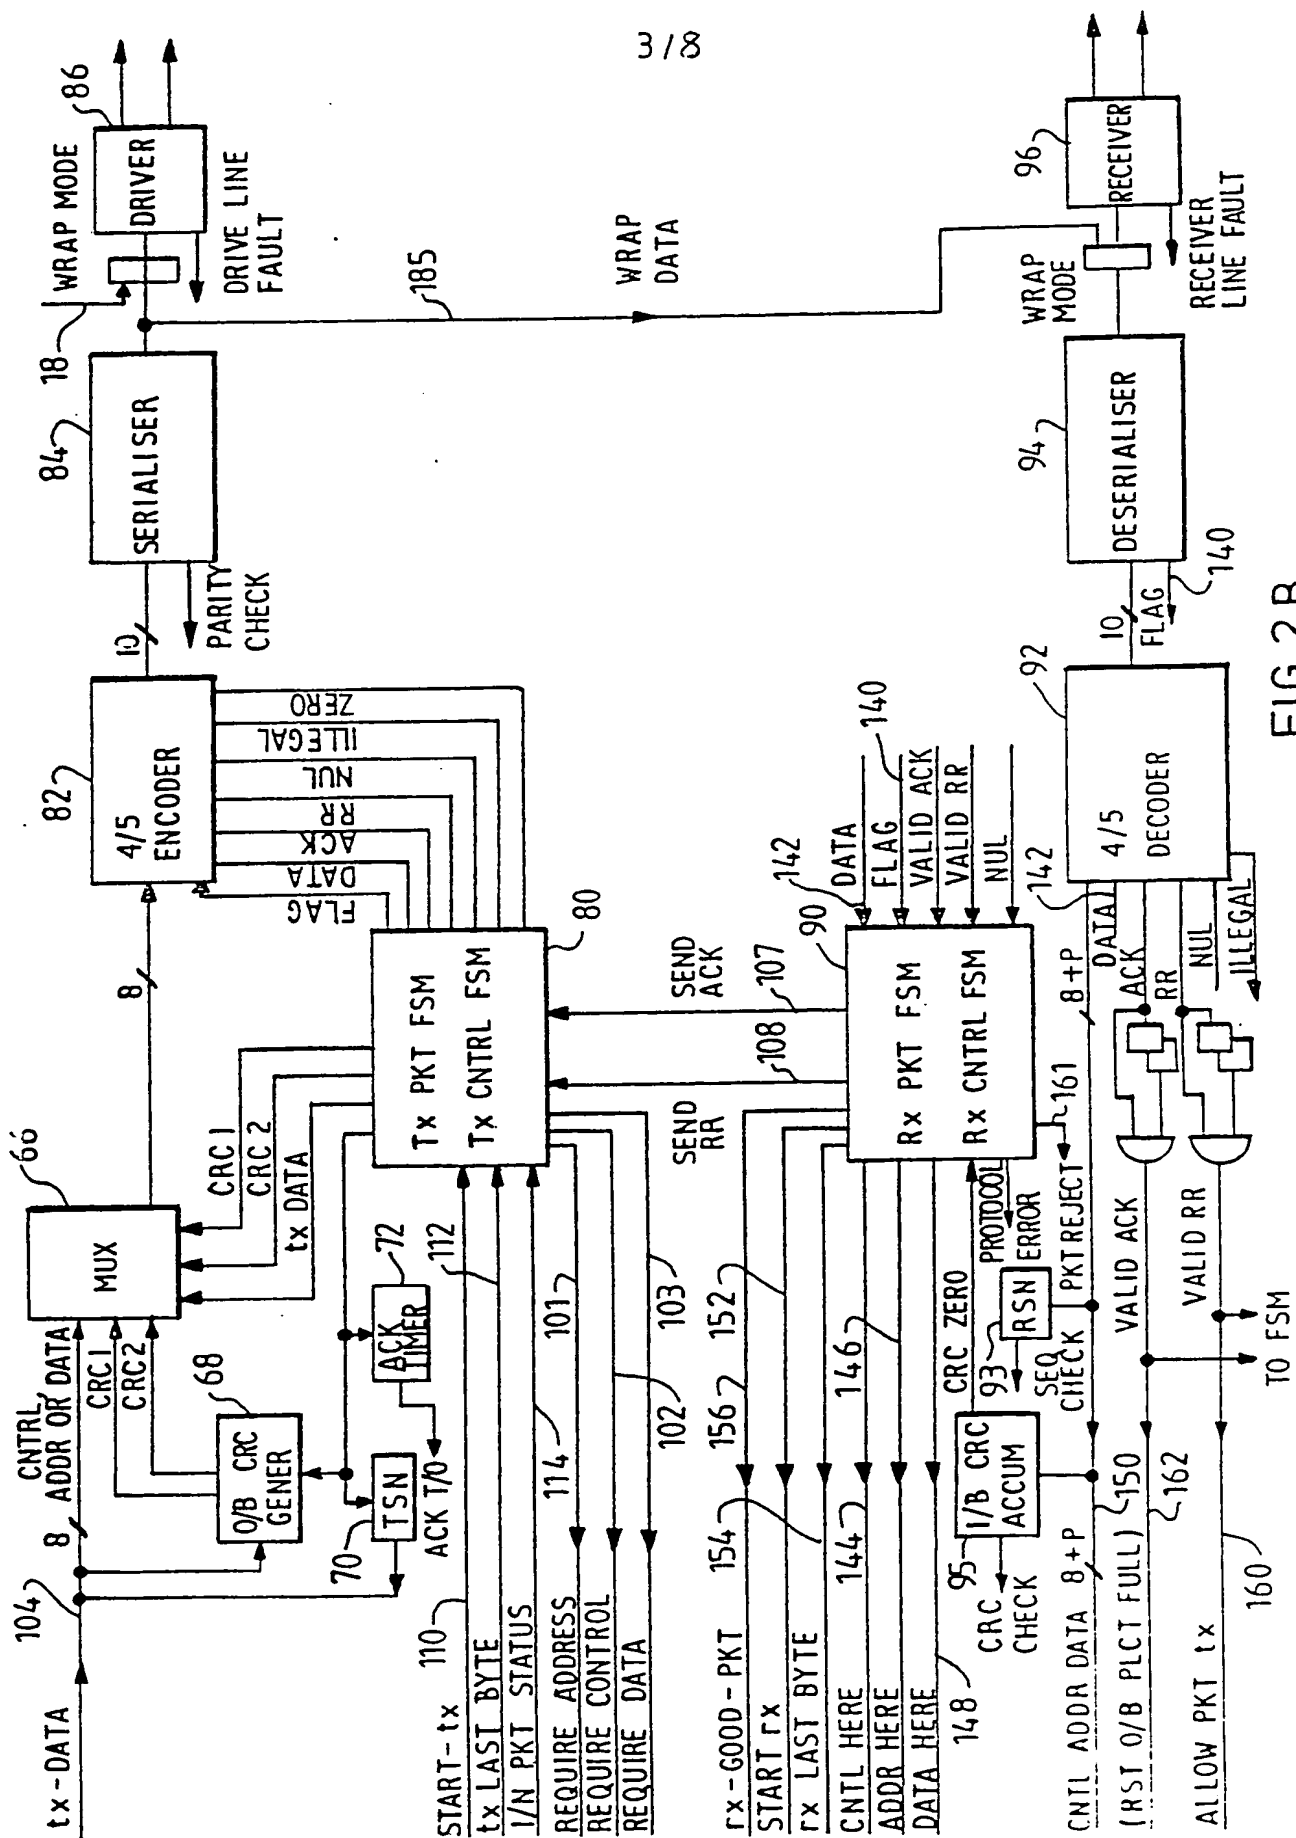 3/8
tx-DATA
104
8
CNTRL,
ADDR OR DATA
CRC1
CRC2
66
MUX
68
O/B CRC
GENER
70
TSN
72
ACK
TIMER
ACK T/O
CRC1
CRC2
tx DATA
8
82
4/5
ENCODER
FLAG
DATA
ACK
RR
NUL
ILLEGAL
ZERO
10
84
SERIALISER
PARITY
CHECK
18
WRAP MODE
86
DRIVER
DRIVE LINE
FAULT
185
WRAP
DATA
START-tx
110
tx LAST BYTE
112
I/N PKT STATUS
114
REQUIRE ADDRESS
101
REQUIRE CONTROL
102
REQUIRE DATA
103
80
Tx PKT FSM
Tx CNTRL FSM
SEND
ACK
107
108
SEND
RR
90
Rx PKT FSM
Rx CNTRL FSM
142
DATA
FLAG
140
VALID ACK
VALID RR
NUL
rx-GOOD-PKT
156
START rx
152
rx LAST BYTE
154
CNTL HERE
144
ADDR HERE
146
DATA HERE
148
CRC ZERO
PROTOCOL
ERROR
161
PKTREJECT
93
RSN
SEQ
CHECK
95
I/B CRC
ACCUM
CRC
CHECK
CNTL ADDR DATA 8+P
150
8+P
(RST O/B PLCT FULL)
162
VALID ACK
ALLOW PKT tx
160
VALID RR
TO FSM
92
4/5
DECODER
142
DATA
ACK
RR
NUL
ILLEGAL
10
FLAG
140
94
DESERIALISER
WRAP
MODE
96
RECEIVER
RECEIVER
LINE FAULT
FIG.2B